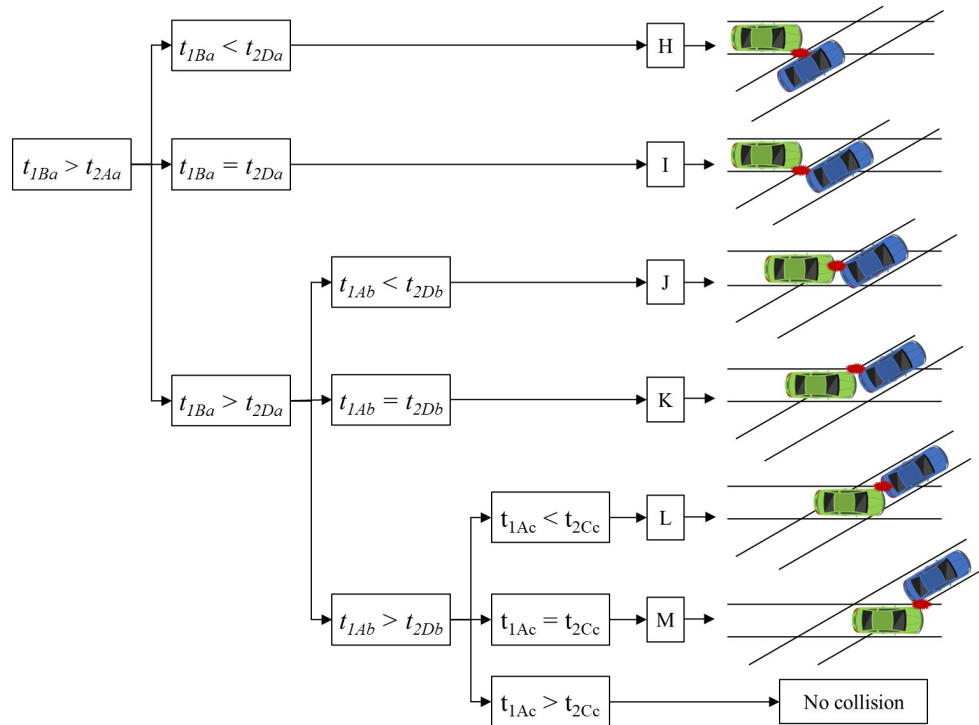 t1Ba < t2Da
H
t1Ba > t2Aa
t1Ba = t2Da
I
t1Ab < t2Db
J
t1Ba > t2Da
t1Ab = t2Db
K
t1Ac < t2Cc
L
t1Ab > t2Db
t1Ac = t2Cc
M
t1Ac > t2Cc
No collision